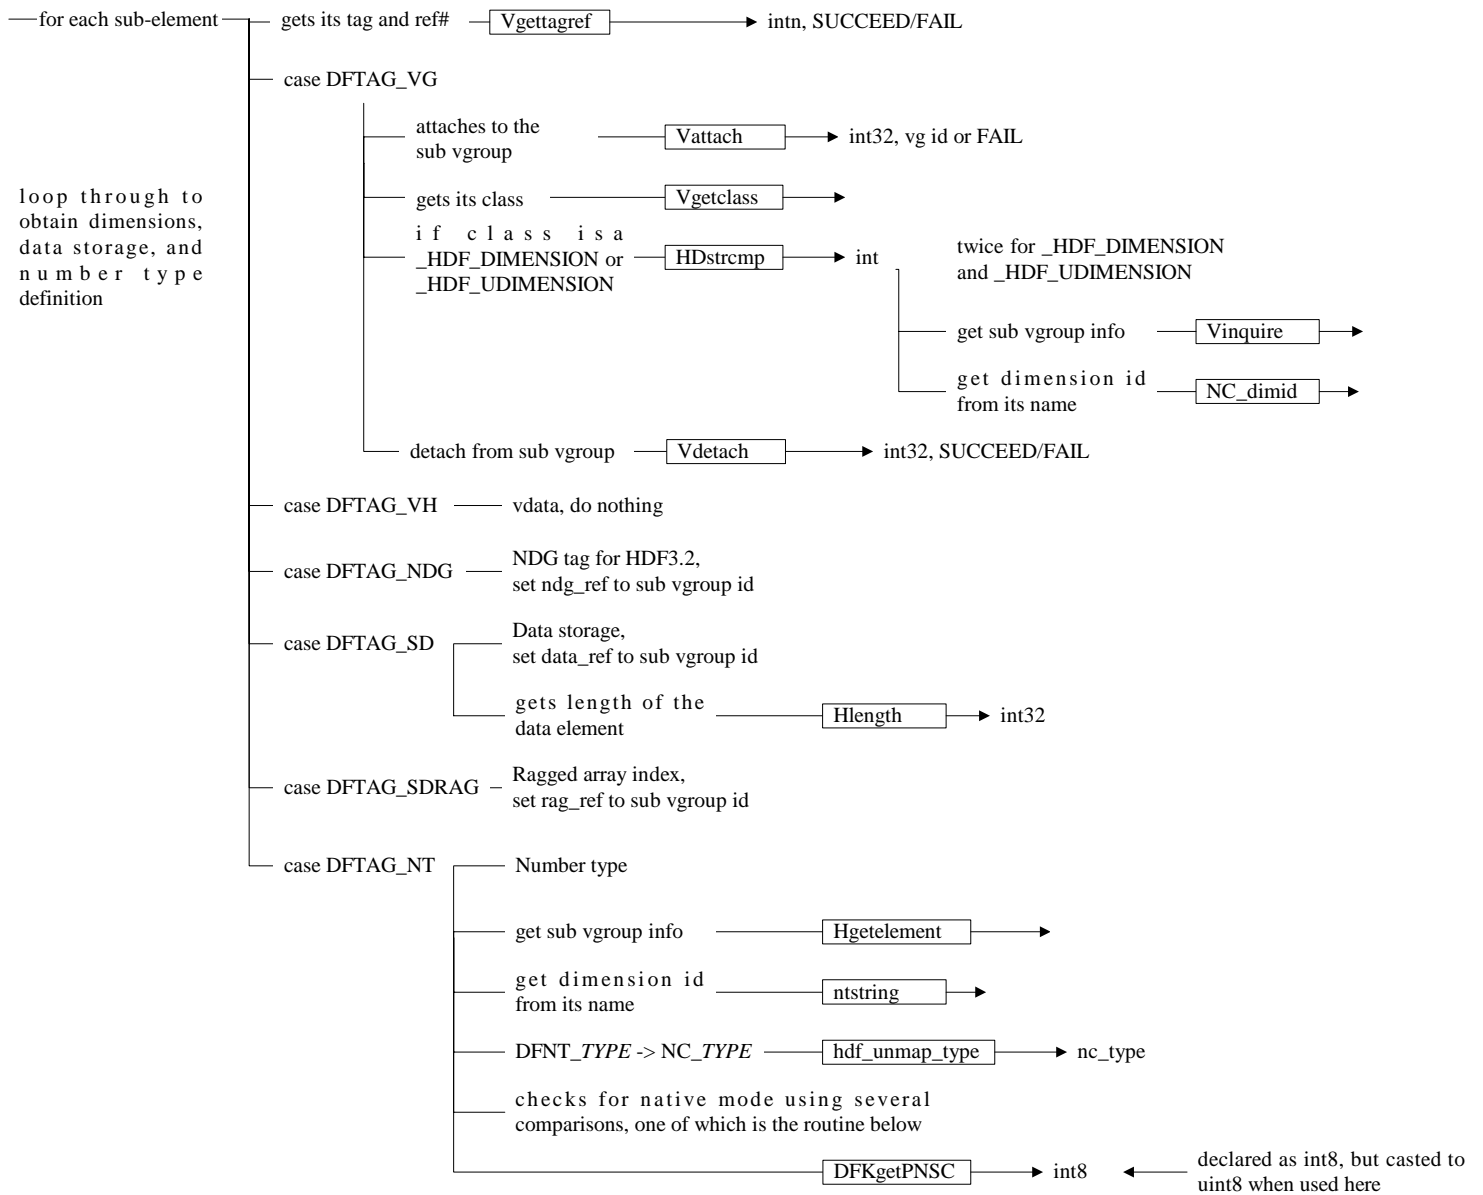 for each sub-element
gets its tag and ref#
Vgettagref
intn, SUCCEED/FAIL
case DFTAG_VG
attaches to the
sub vgroup
Vattach
int32, vg id or FAIL
loop through to
obtain dimensions,
data storage, and
number type
definition
gets its class
Vgetclass
if class isa
_HDF_DIMENSION or
_HDF_UDIMENSION
HDstrcmp
int
twice for _HDF_DIMENSION
and _HDF_UDIMENSION
get sub vgroup info
Vinquire
get dimension id
from its name
NC_dimid
detach from sub vgroup
Vdetach
int32, SUCCEED/FAIL
case DFTAG_VH
vdata, do nothing
case DFTAG_NDG
NDG tag for HDF3.2,
set ndg_ref to sub vgroup id
case DFTAG_SD
Data storage,
set data_ref to sub vgroup id
gets length of the
data element
Hlength
int32
case DFTAG_SDRAG
Ragged array index,
set rag_ref to sub vgroup id
case DFTAG_NT
Number type
get sub vgroup info
Hgetelement
get dimension id
from its name
ntstring
DFNT_TYPE -> NC_TYPE
hdf_unmap_type
nc_type
checks for native mode using several
comparisons, one of which is the routine below
DFKgetPNSC
int8
declared as int8, but casted to
uint8 when used here